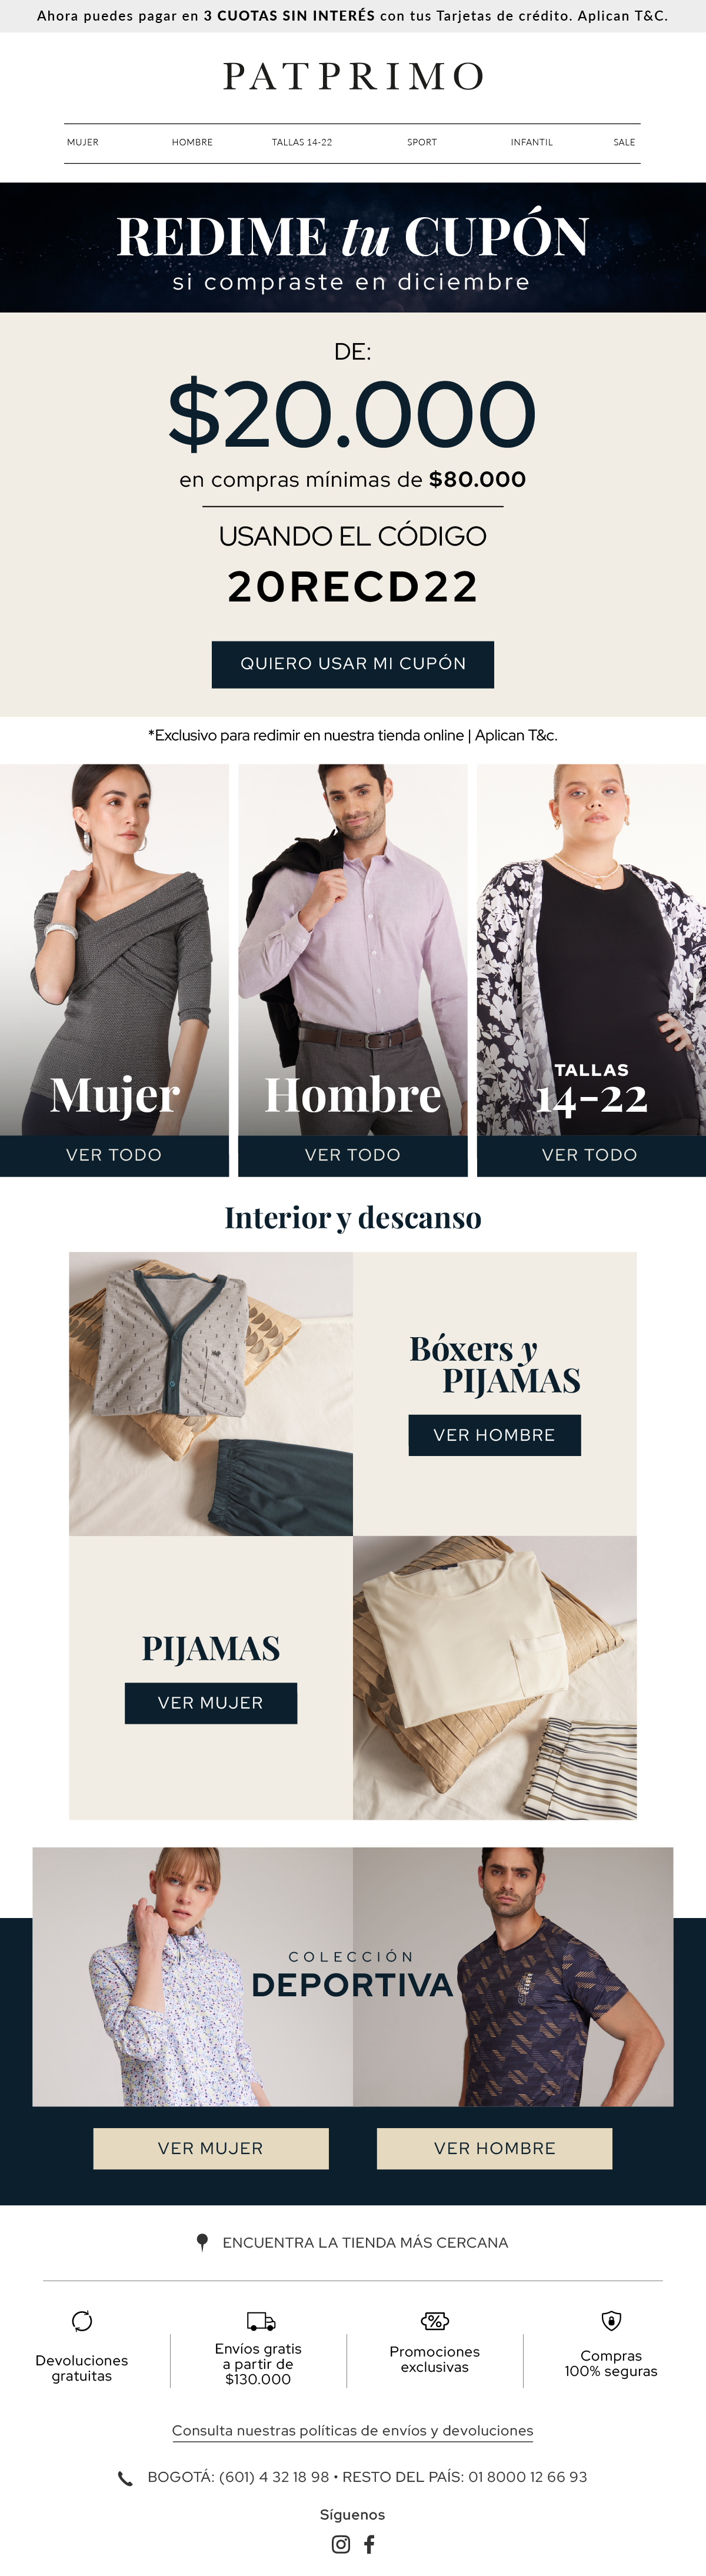 Ahora puedes pagar en 3 CUOTAS SIN INTERÉS con tus Tarjetas de crédito. Aplican T&C.
PATPRIMO
MUJER HOMBRE TALLAS 14-22 SPORT INFANTIL SALE
REDIME tu CUPÓN
si compraste en diciembre
DE:
$20.000
en compras mínimas de $80.000
USANDO EL CÓDIGO
20RECD22
QUIERO USAR MI CUPÓN
*Exclusivo para redimir en nuestra tienda online | Aplican T&c.
Mujer
VER TODO
Hombre
VER TODO
TALLAS
14-22
VER TODO
Interior y descanso
Bóxers y
PIJAMAS
VER HOMBRE
PIJAMAS
VER MUJER
COLECCIÓN
DEPORTIVA
VER MUJER
VER HOMBRE
ENCUENTRA LA TIENDA MÁS CERCANA
Devoluciones
gratuitas
Envíos gratis
a partir de
$130.000
Promociones
exclusivas
Compras
100% seguras
Consulta nuestras políticas de envíos y devoluciones
BOGOTÁ: (601) 4 32 18 98 • RESTO DEL PAÍS: 01 8000 12 66 93
Síguenos